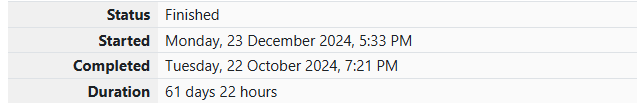 Status Finished
Started Monday, 23 December 2024, 5:33 PM
Completed Tuesday, 22 October 2024, 7:21 PM
Duration 61 days 22 hours